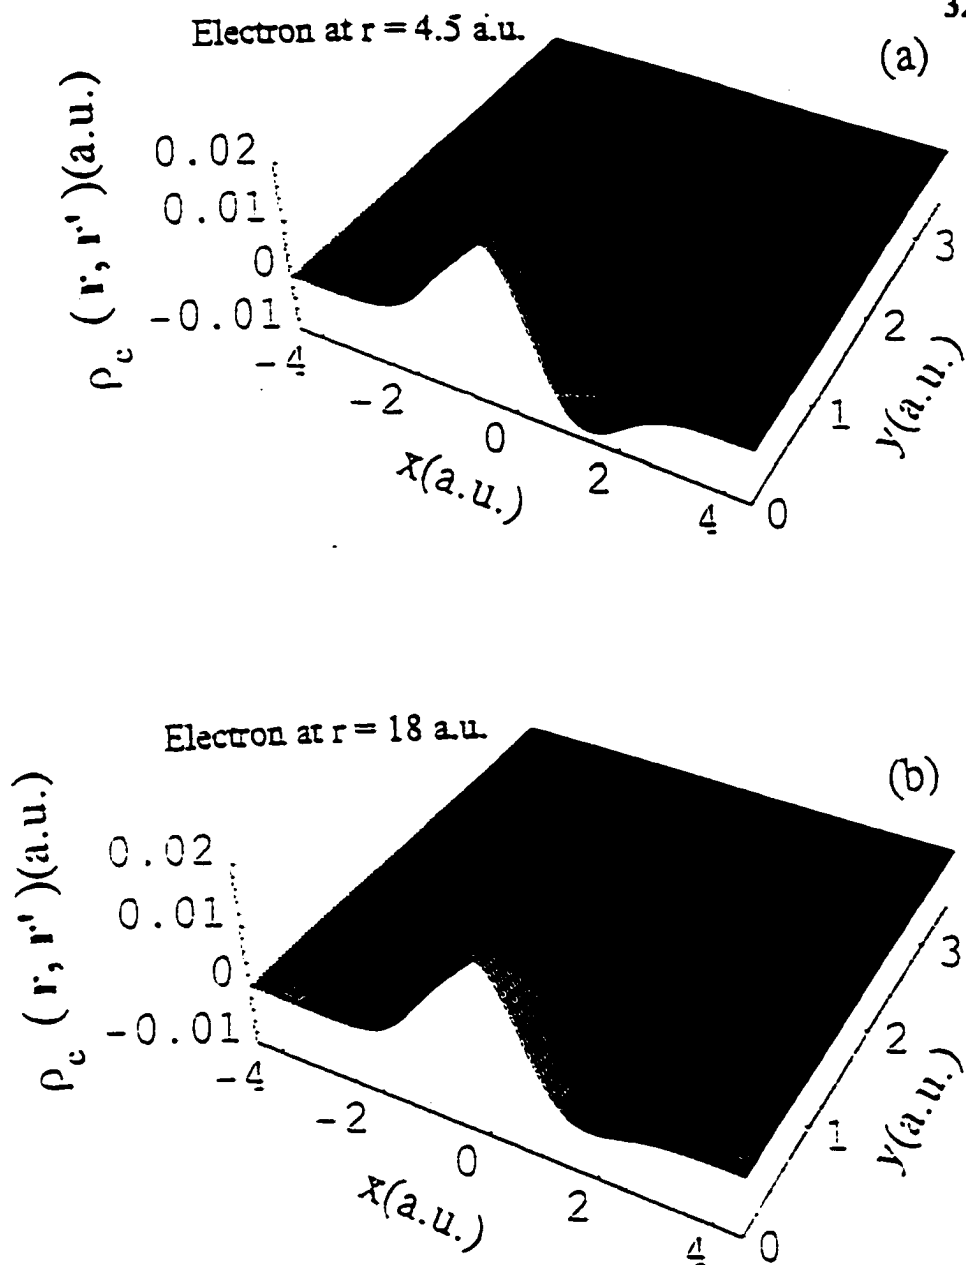 Electron at r = 4.5 a.u.
(a)
ρc (r, r')(a.u.)
0.02
0.01
0
-0.01
-4
-2
0
2
4
x(a.u.)
0
1
2
3
y(a.u.)
Electron at r = 18 a.u.
(b)
ρc (r, r')(a.u.)
0.02
0.01
0
-0.01
-4
-2
0
2
4
x(a.u.)
0
1
2
3
y(a.u.)